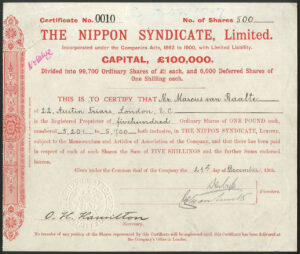 Certificate No. 0010 No. of Shares 500
THE NIPPON SYNDICATE, Limited.
Incorporated under the Companies Acts, 1862 to 1900, with Limited Liability.
CAPITAL, £100,000.
Divided into 99,700 Ordinary Shares of £1 each, and 6,000 Deferred Shares of
One Shilling each.
THIS IS TO CERTIFY that Mr Marcus van Raalte
of 22, Austin Friars, London, E.C.
is the Registered Proprietor of five hundred Ordinary Shares of ONE POUND each,
numbered 5,201 to 5,700 both inclusive, in THE NIPPON SYNDICATE, Limited,
subject to the Memorandum and Articles of Association of the Company, and that there has been paid
in respect of each of such Shares the Sum of FIVE SHILLINGS and the further sums endorsed
hereon.
Given under the Common Seal of the Company, the day of December 190
O. H. Hamilton
Secretary.
No transfer of any portion of the Shares represented by this Certificate will be registered until this Certificate has been delivered at
the Company's Office in London.